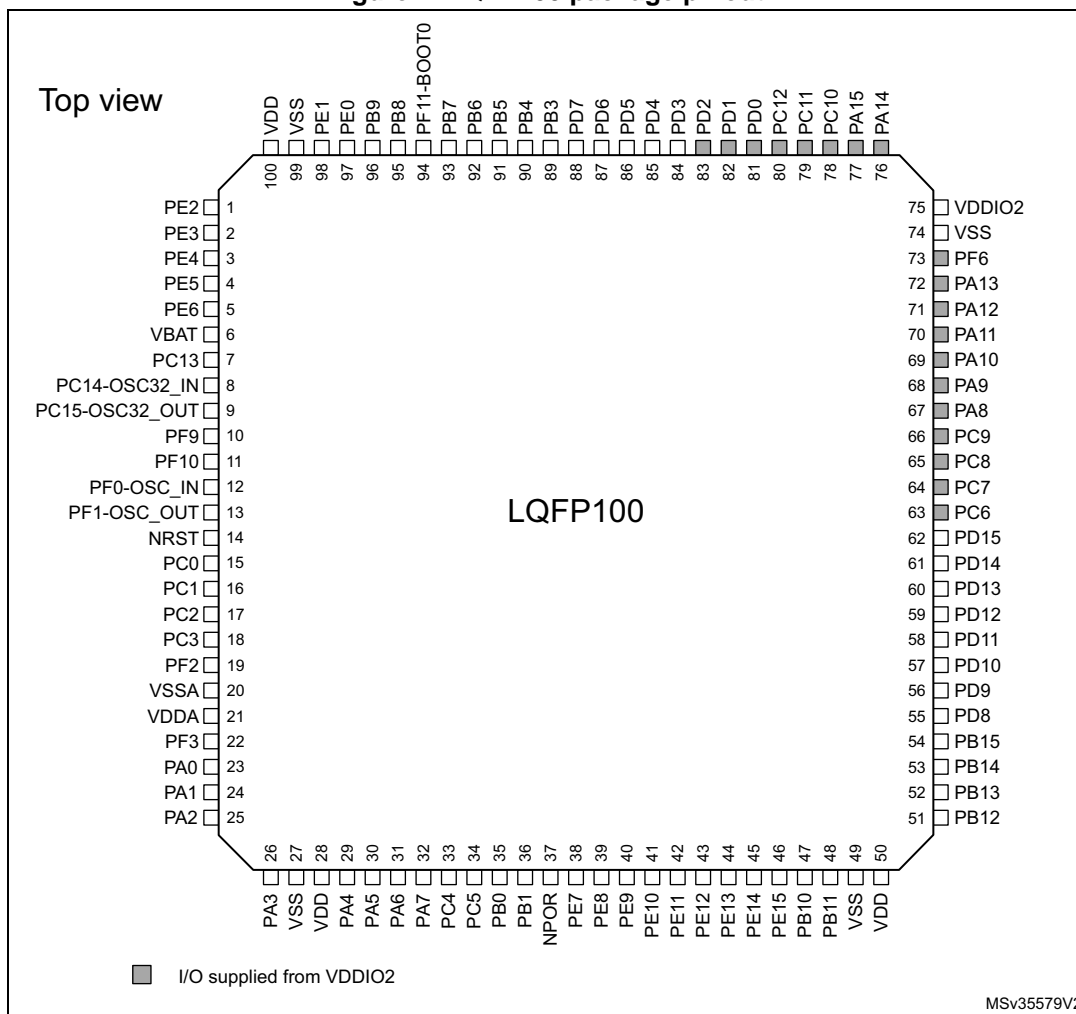 Top view
VDD
VSS
PE1
PE0
PB9
PB8
PF11-BOOT0
PB7
PB6
PB5
PB4
PB3
PD7
PD6
PD5
PD4
PD3
PD2
PD1
PD0
PC12
PC11
PC10
PA15
PA14
100
99
98
97
96
95
94
93
92
91
90
89
88
87
86
85
84
83
82
81
80
79
78
77
76
PE2 1
PE3 2
PE4 3
PE5 4
PE6 5
VBAT 6
PC13 7
PC14-OSC32_IN 8
PC15-OSC32_OUT 9
PF9 10
PF10 11
PF0-OSC_IN 12
PF1-OSC_OUT 13
NRST 14
PC0 15
PC1 16
PC2 17
PC3 18
PF2 19
VSSA 20
VDDA 21
PF3 22
PA0 23
PA1 24
PA2 25
LQFP100
75 VDDIO2
74 VSS
73 PF6
72 PA13
71 PA12
70 PA11
69 PA10
68 PA9
67 PA8
66 PC9
65 PC8
64 PC7
63 PC6
62 PD15
61 PD14
60 PD13
59 PD12
58 PD11
57 PD10
56 PD9
55 PD8
54 PB15
53 PB14
52 PB13
51 PB12
26
27
28
29
30
31
32
33
34
35
36
37
38
39
40
41
42
43
44
45
46
47
48
49
50
PA3
VSS
VDD
PA4
PA5
PA6
PA7
PC4
PC5
PB0
PB1
NPOR
PE7
PE8
PE9
PE10
PE11
PE12
PE13
PE14
PE15
PB10
PB11
VSS
VDD
I/O supplied from VDDIO2
MSv35579V2